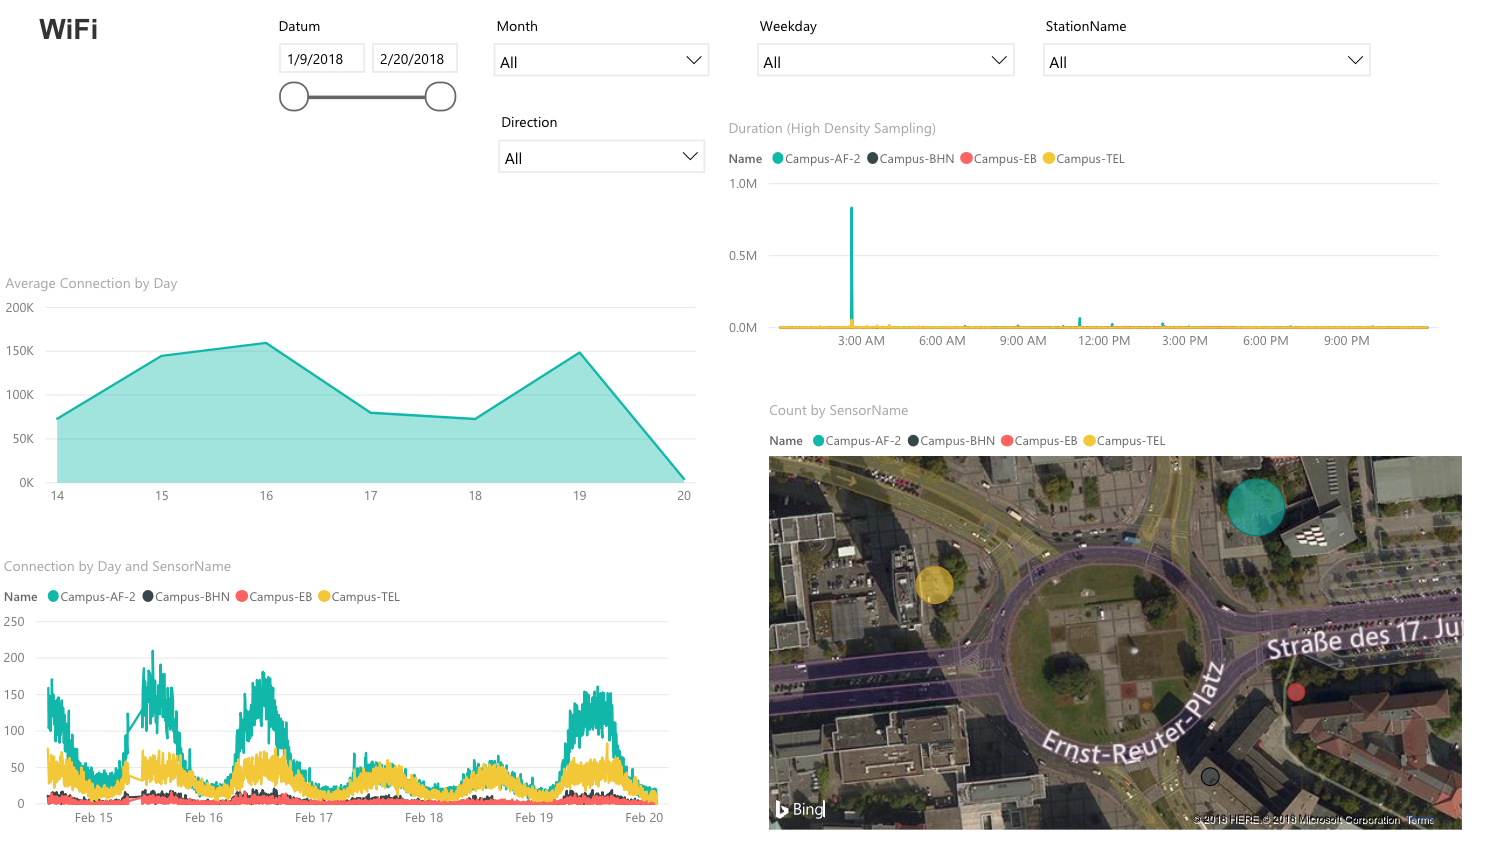 WiFi
Datum
1/9/2018 2/20/2018
Month
All
Weekday
All
StationName
All
Direction
All
Duration (High Density Sampling)
Name Campus-AF-2 Campus-BHN Campus-EB Campus-TEL
1.0M
0.5M
0.0M
3:00 AM 6:00 AM 9:00 AM 12:00 PM 3:00 PM 6:00 PM 9:00 PM
Average Connection by Day
200K
150K
100K
50K
0K
14 15 16 17 18 19 20
Count by SensorName
Name Campus-AF-2 Campus-BHN Campus-EB Campus-TEL
Straße des 17. Ju
Ernst-Reuter-Platz
Bing
© 2018 HERE, © 2018 Microsoft Corporation Terms
Connection by Day and SensorName
Name Campus-AF-2 Campus-BHN Campus-EB Campus-TEL
250
200
150
100
50
0
Feb 15 Feb 16 Feb 17 Feb 18 Feb 19 Feb 20